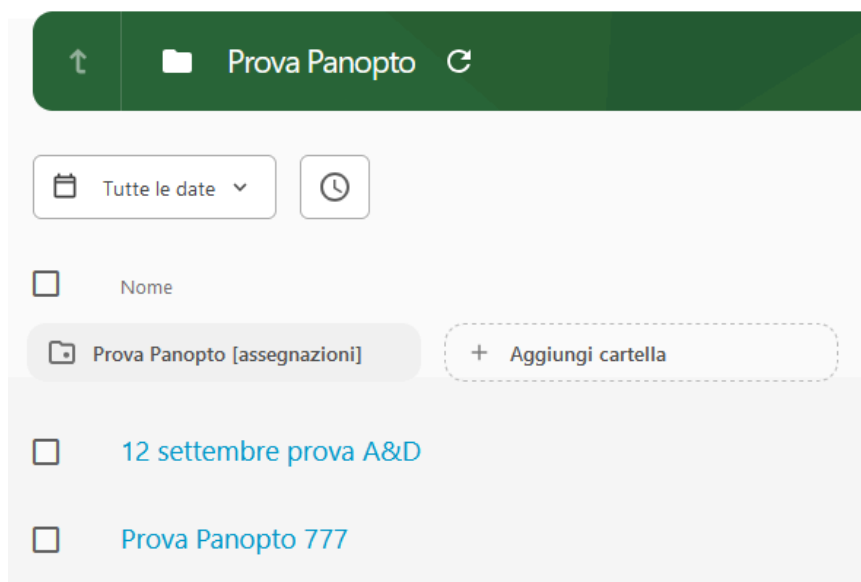 Prova Panopto
Tutte le date
Nome
Prova Panopto [assegnazioni]
+ Aggiungi cartella
12 settembre prova A&D
Prova Panopto 777